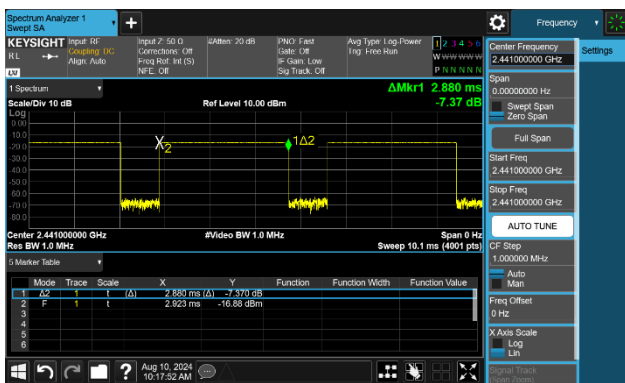 Spectrum Analyzer 1
Swept SA
+
Frequency
KEYSIGHT
RL
Input: RF
Coupling: DC
Align: Auto
Input Z: 50 Ω
Corrections: Off
Freq Ref: Int (S)
NFE: Off
#Atten: 20 dB
PNO: Fast
Gate: Off
IF Gain: Low
Sig Track: Off
Avg Type: Log-Power
Trig: Free Run
1 2 3 4 5 6
W W W W W W
P N N N N N
LV
1 Spectrum
Scale/Div 10 dB
Ref Level 10.00 dBm
ΔMkr1 2.880 ms
-7.37 dB
Log
0.00
-10.0
-20.0
-30.0
-40.0
-50.0
-60.0
-70.0
-80.0
X2
1Δ2
Center 2.441000000 GHz
Res BW 1.0 MHz
#Video BW 1.0 MHz
Span 0 Hz
Sweep 10.1 ms (4001 pts)
5 Marker Table
Mode Trace Scale X Y Function Function Width Function Value
1 Δ2 1 t (Δ) 2.880 ms (Δ) -7.370 dB
2 F 1 t 2.923 ms -16.88 dBm
3
4
5
6
Aug 10, 2024
10:17:52 AM
?
Center Frequency
2.441000000 GHz
Settings
Span
0.00000000 Hz
Swept Span
Zero Span
Full Span
Start Freq
2.441000000 GHz
Stop Freq
2.441000000 GHz
AUTO TUNE
CF Step
1.000000 MHz
Auto
Man
Freq Offset
0 Hz
X Axis Scale
Log
Lin
Signal Track
(Span Zoom)